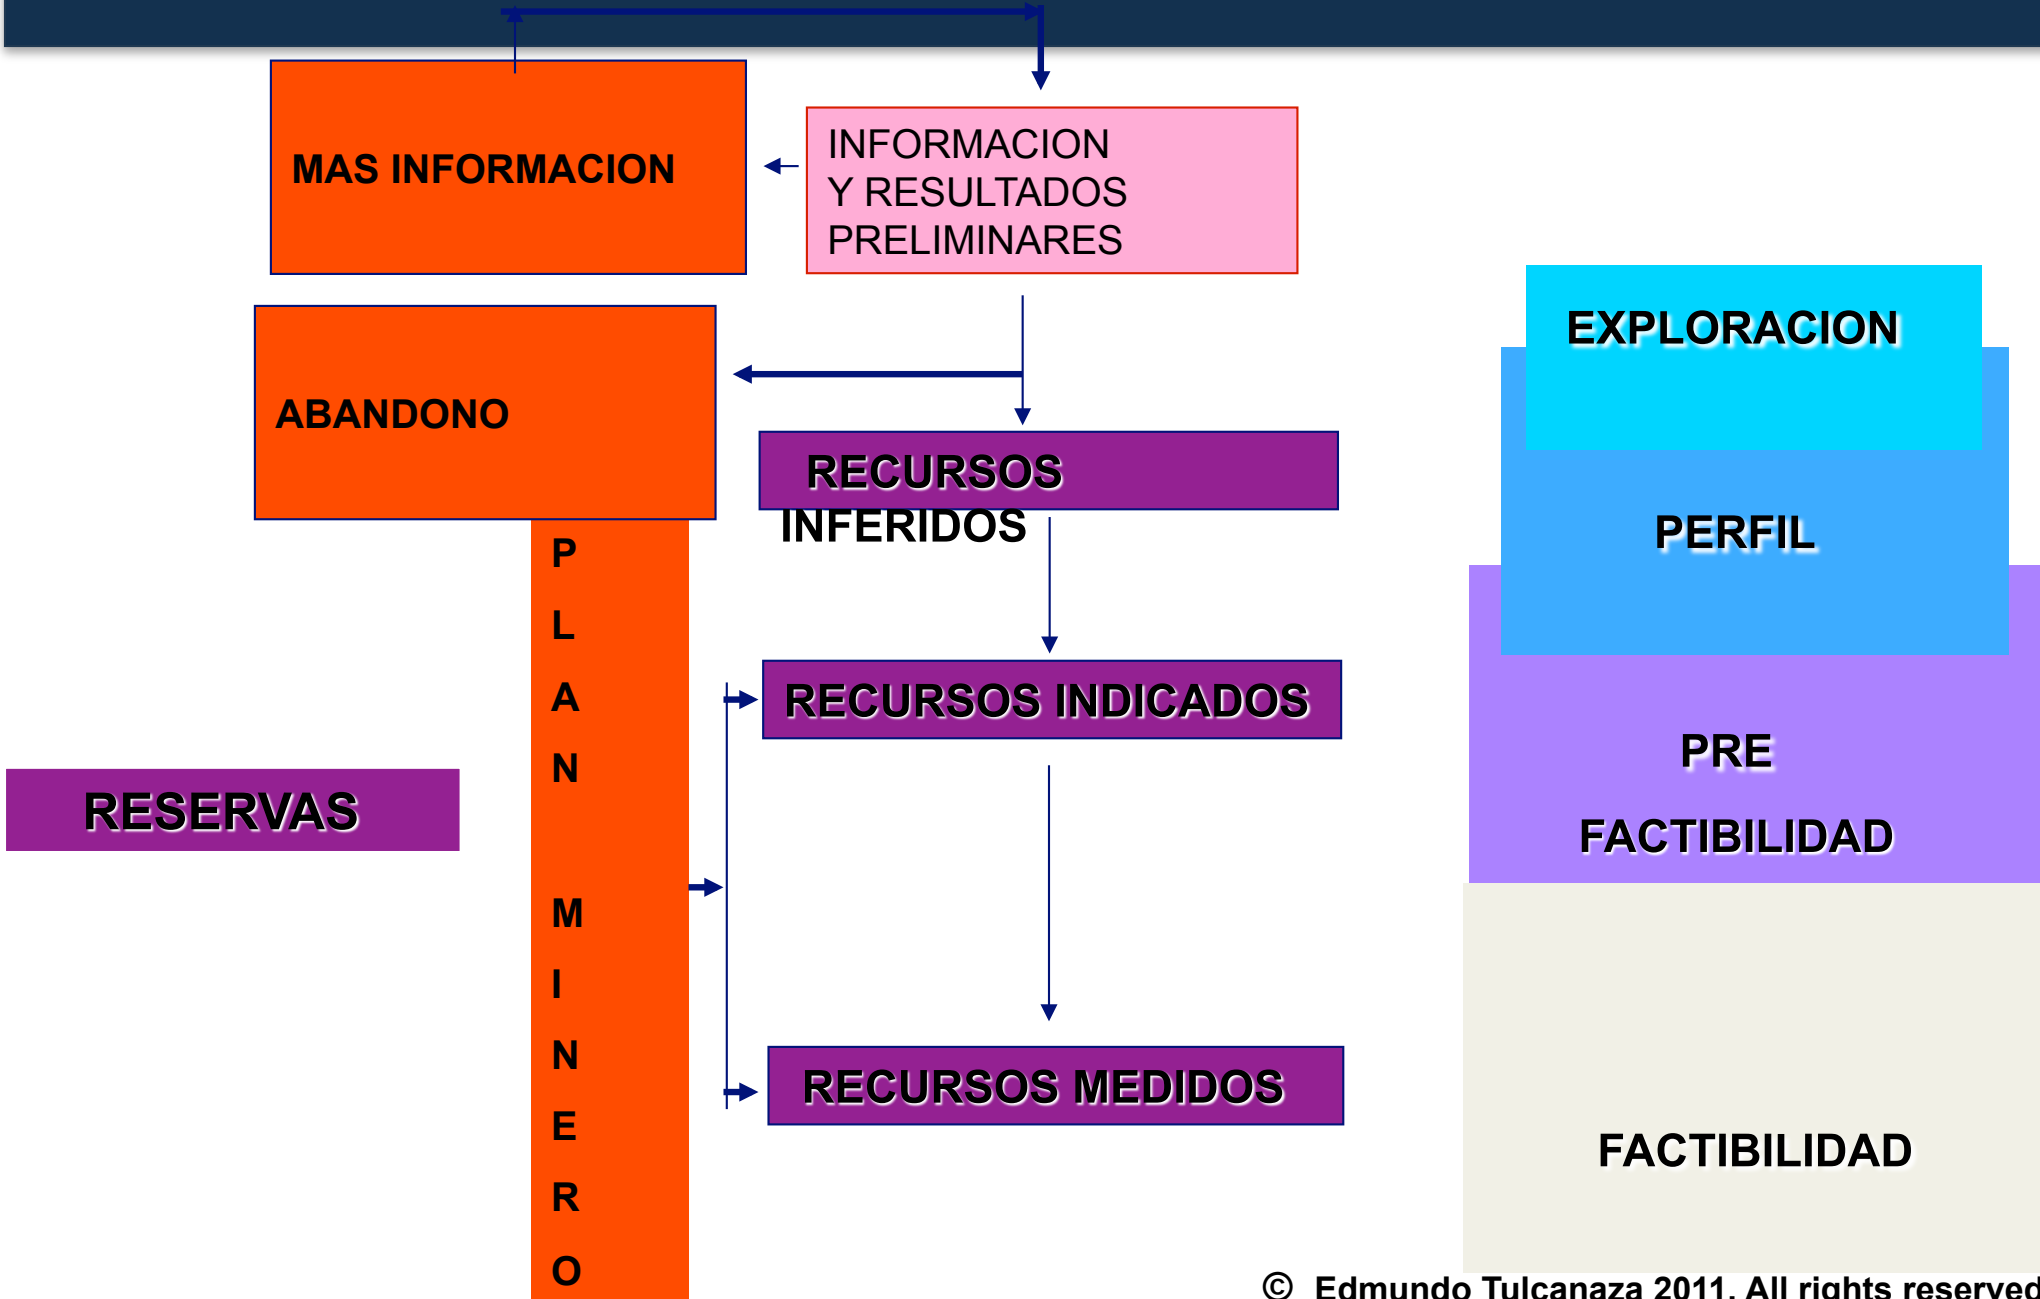 MAS INFORMACION
INFORMACION
Y RESULTADOS
PRELIMINARES
ABANDONO
RECURSOS
INFERIDOS
RECURSOS INDICADOS
RECURSOS MEDIDOS
P
L
A
N
M
I
N
E
R
O
RESERVAS
EXPLORACION
PERFIL
PRE
FACTIBILIDAD
FACTIBILIDAD
© Edmundo Tulcanaza 2011. All rights reserved